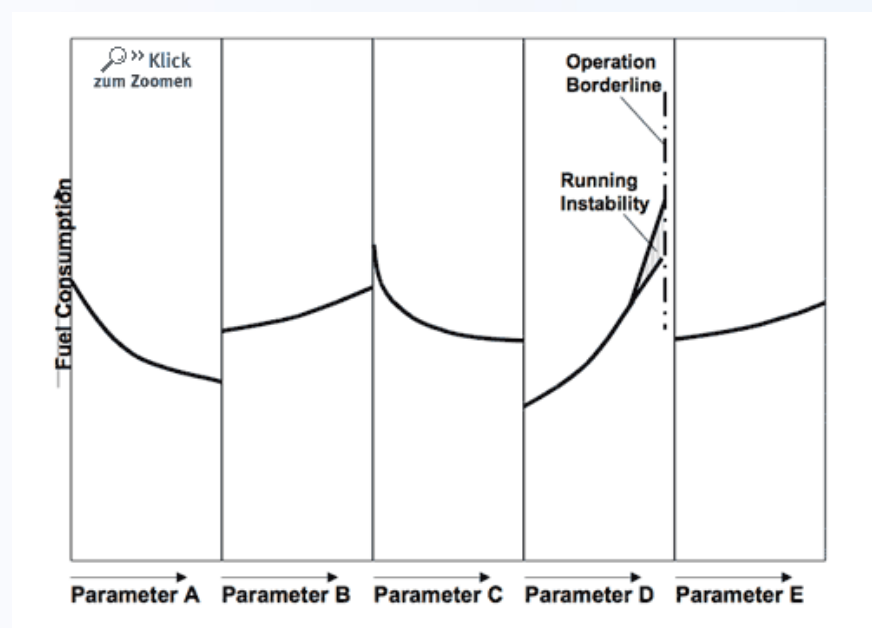 ›› Klick
zum Zoomen
Operation
Borderline
Running
Instability
Fuel Consumption
Parameter A
Parameter B
Parameter C
Parameter D
Parameter E